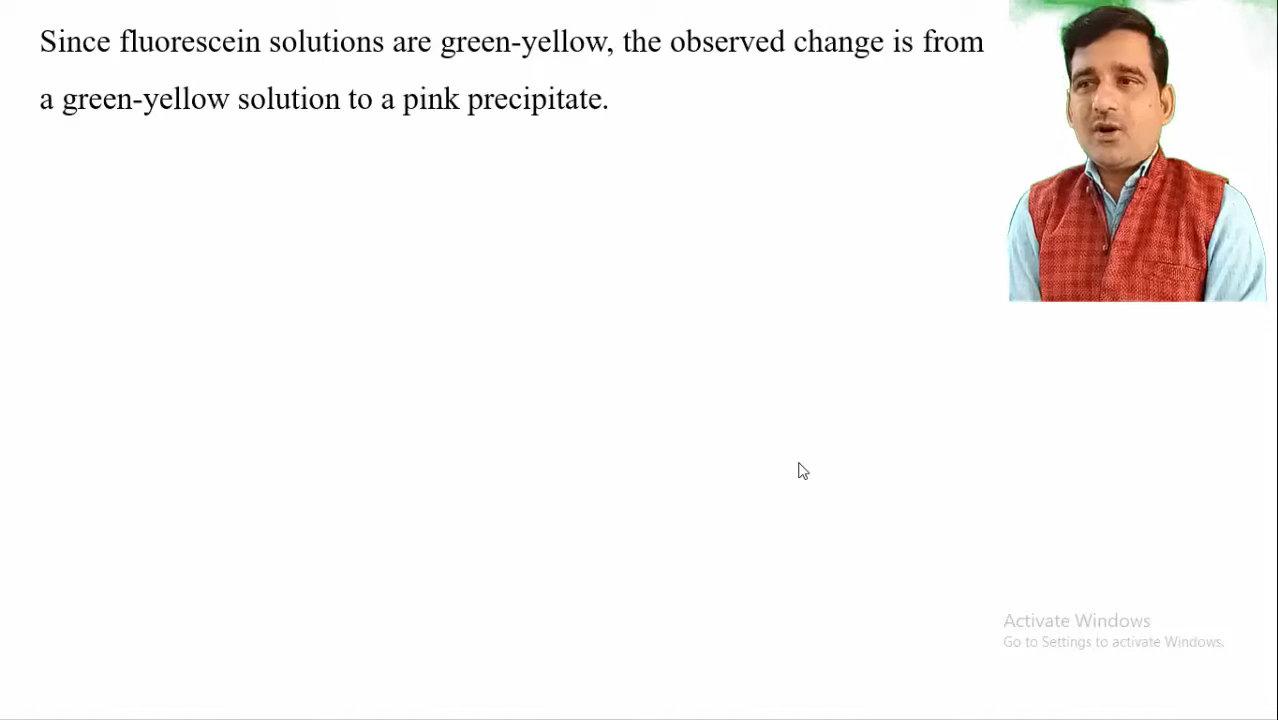 Since fluorescein solutions are green-yellow, the observed change is from
a green-yellow solution to a pink precipitate.
Activate Windows
Go to Settings to activate Windows.